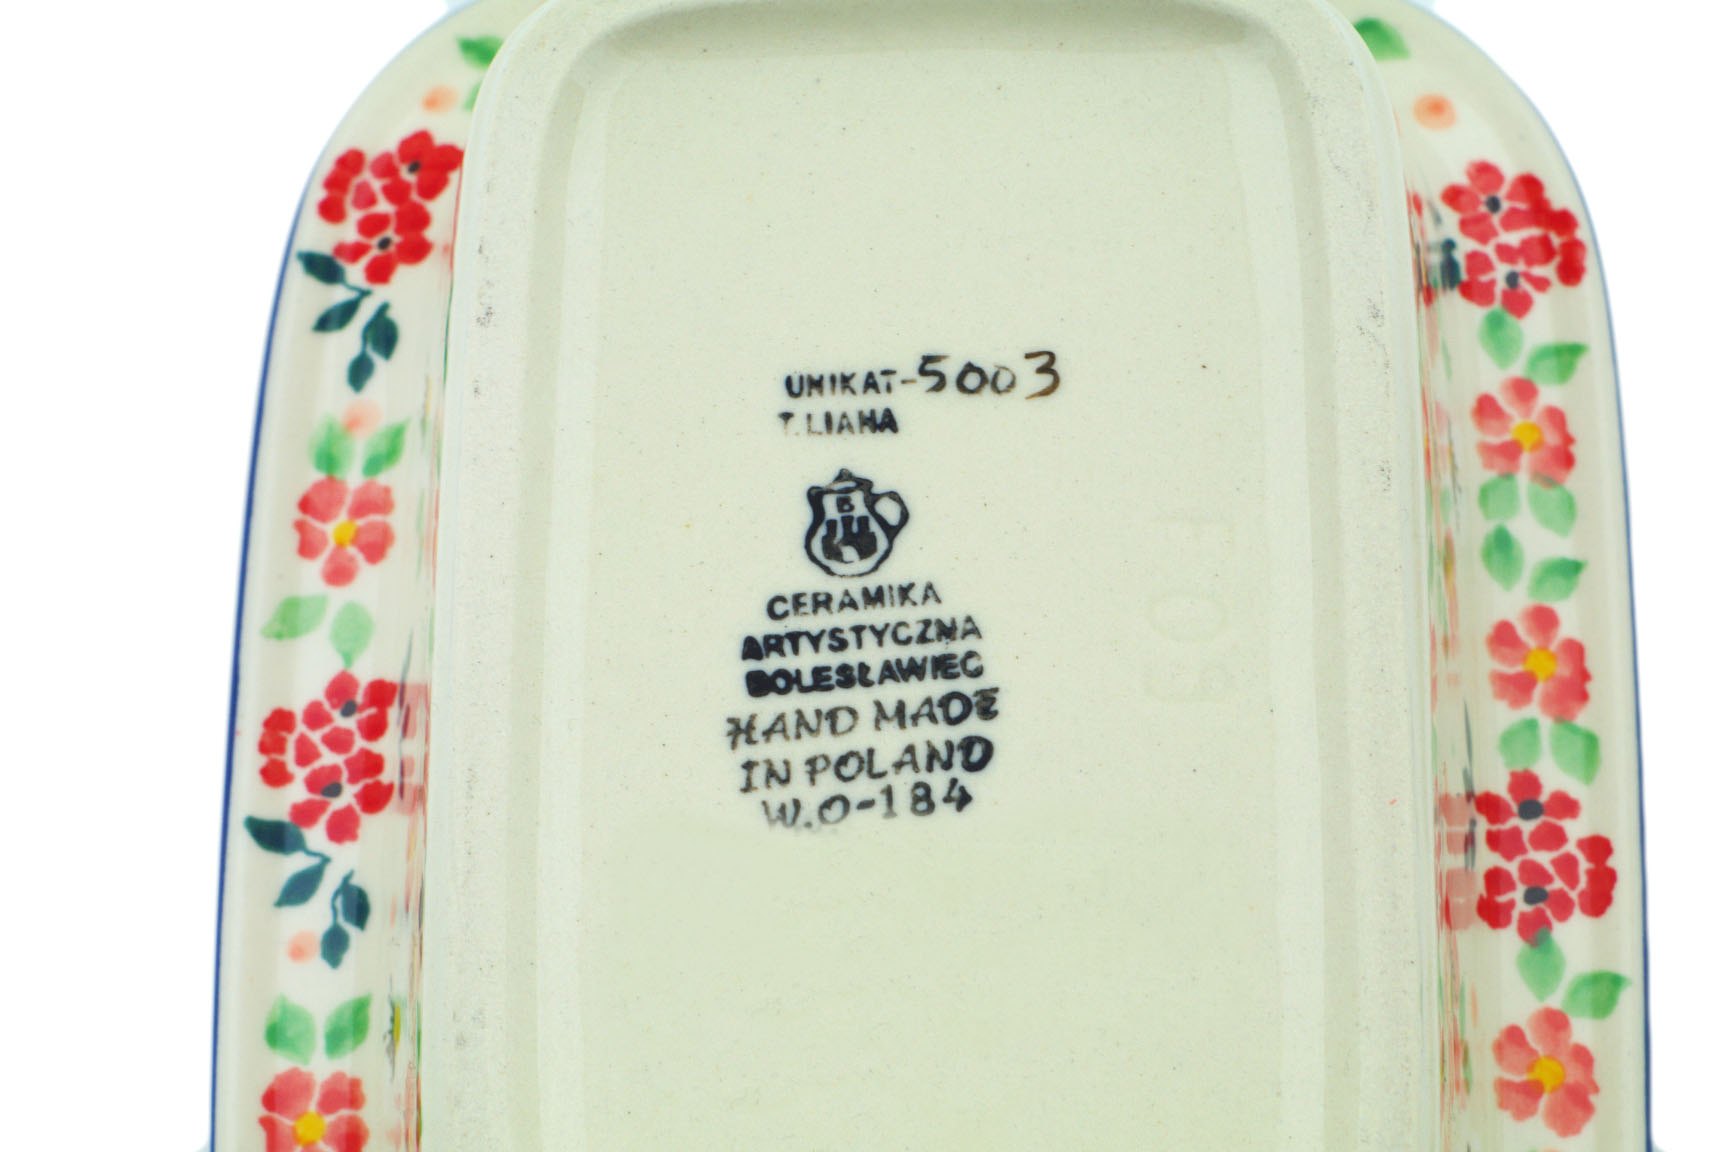 UNIKAT-5003
T.LIANA
B
CERAMIKA
ARTYSTYCZNA
BOLESŁAWIEC
HAND MADE
IN POLAND
W.O-184